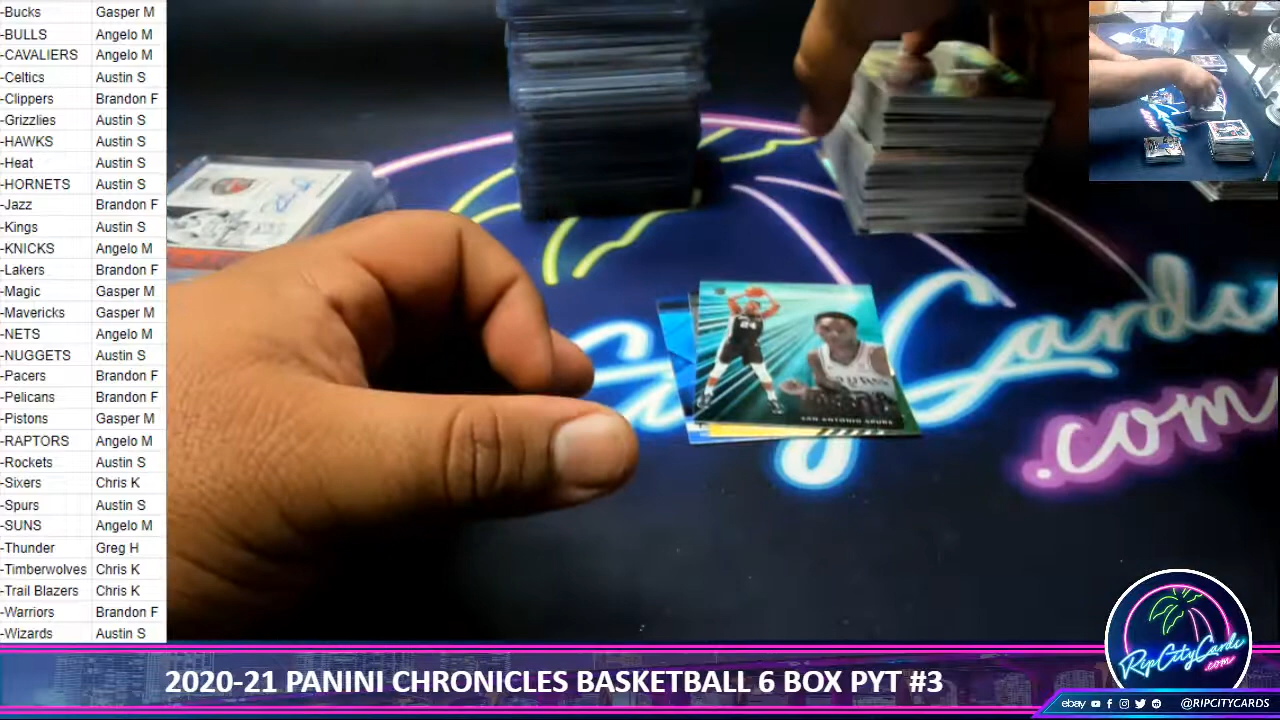 -Bucks Gasper M
-BULLS Angelo M
-CAVALIERS Angelo M
-Celtics Austin S
-Clippers Brandon F
-Grizzlies Austin S
-HAWKS Austin S
-Heat Austin S
-HORNETS Austin S
-Jazz Brandon F
-Kings Austin S
-KNICKS Angelo M
-Lakers Brandon F
-Magic Gasper M
-Mavericks Gasper M
-NETS Angelo M
-NUGGETS Austin S
-Pacers Brandon F
-Pelicans Brandon F
-Pistons Gasper M
-RAPTORS Angelo M
-Rockets Austin S
-Sixers Chris K
-Spurs Austin S
-SUNS Angelo M
-Thunder Greg H
-Timberwolves Chris K
-Trail Blazers Chris K
-Warriors Brandon F
-Wizards Austin S
24
SAN ANTONIO SPURS
Cards
.com
RipCityCards
.com
2020-21 PANINI CHRONICLES BASKETBALL 6 BOX PYT #3
ebay @RIPCITYCARDS